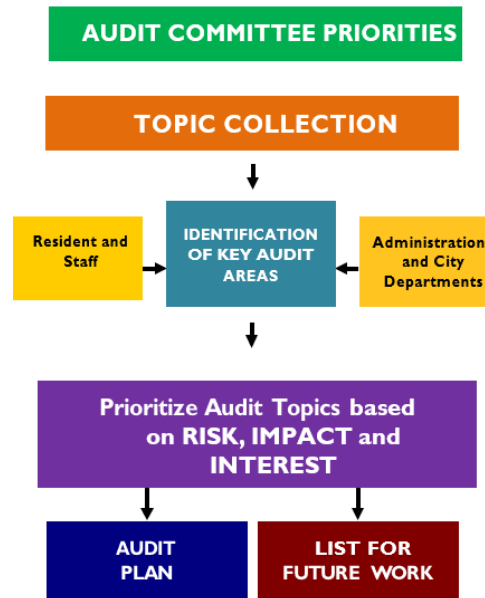 AUDIT COMMITTEE PRIORITIES
TOPIC COLLECTION
Resident and
Staff
IDENTIFICATION
OF KEY AUDIT
AREAS
Administration
and City
Departments
Prioritize Audit Topics based
on RISK, IMPACT and
INTEREST
AUDIT
PLAN
LIST FOR
FUTURE WORK